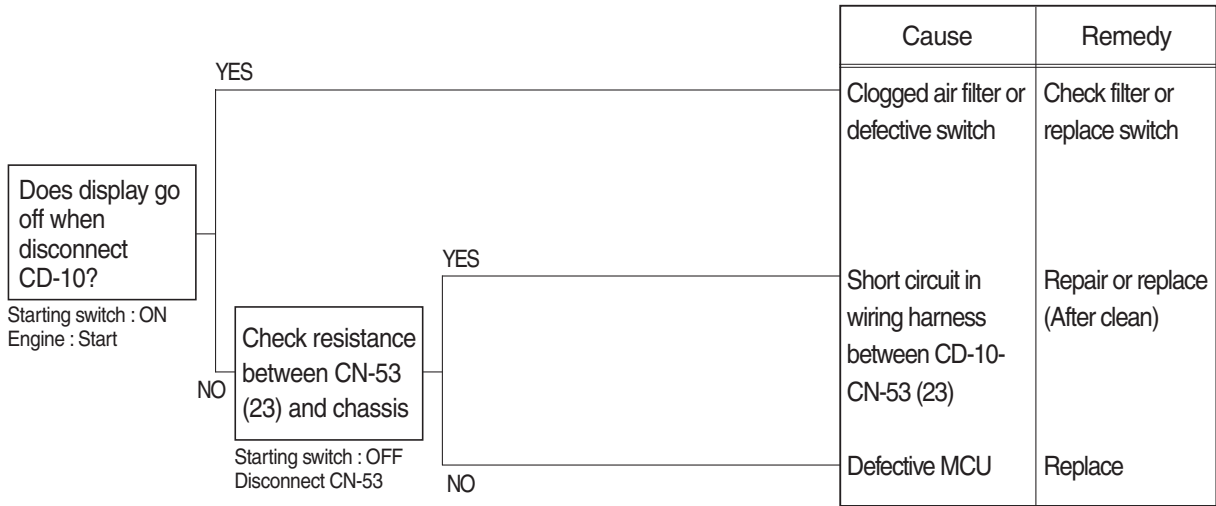 Cause
Remedy
YES
Clogged air filter or
defective switch
Check filter or
replace switch
Does display go
off when
disconnect
CD-10?
Starting switch : ON
Engine : Start
YES
Short circuit in
wiring harness
between CD-10-
CN-53 (23)
Repair or replace
(After clean)
NO
Check resistance
between CN-53
(23) and chassis
Starting switch : OFF
Disconnect CN-53
NO
Defective MCU
Replace